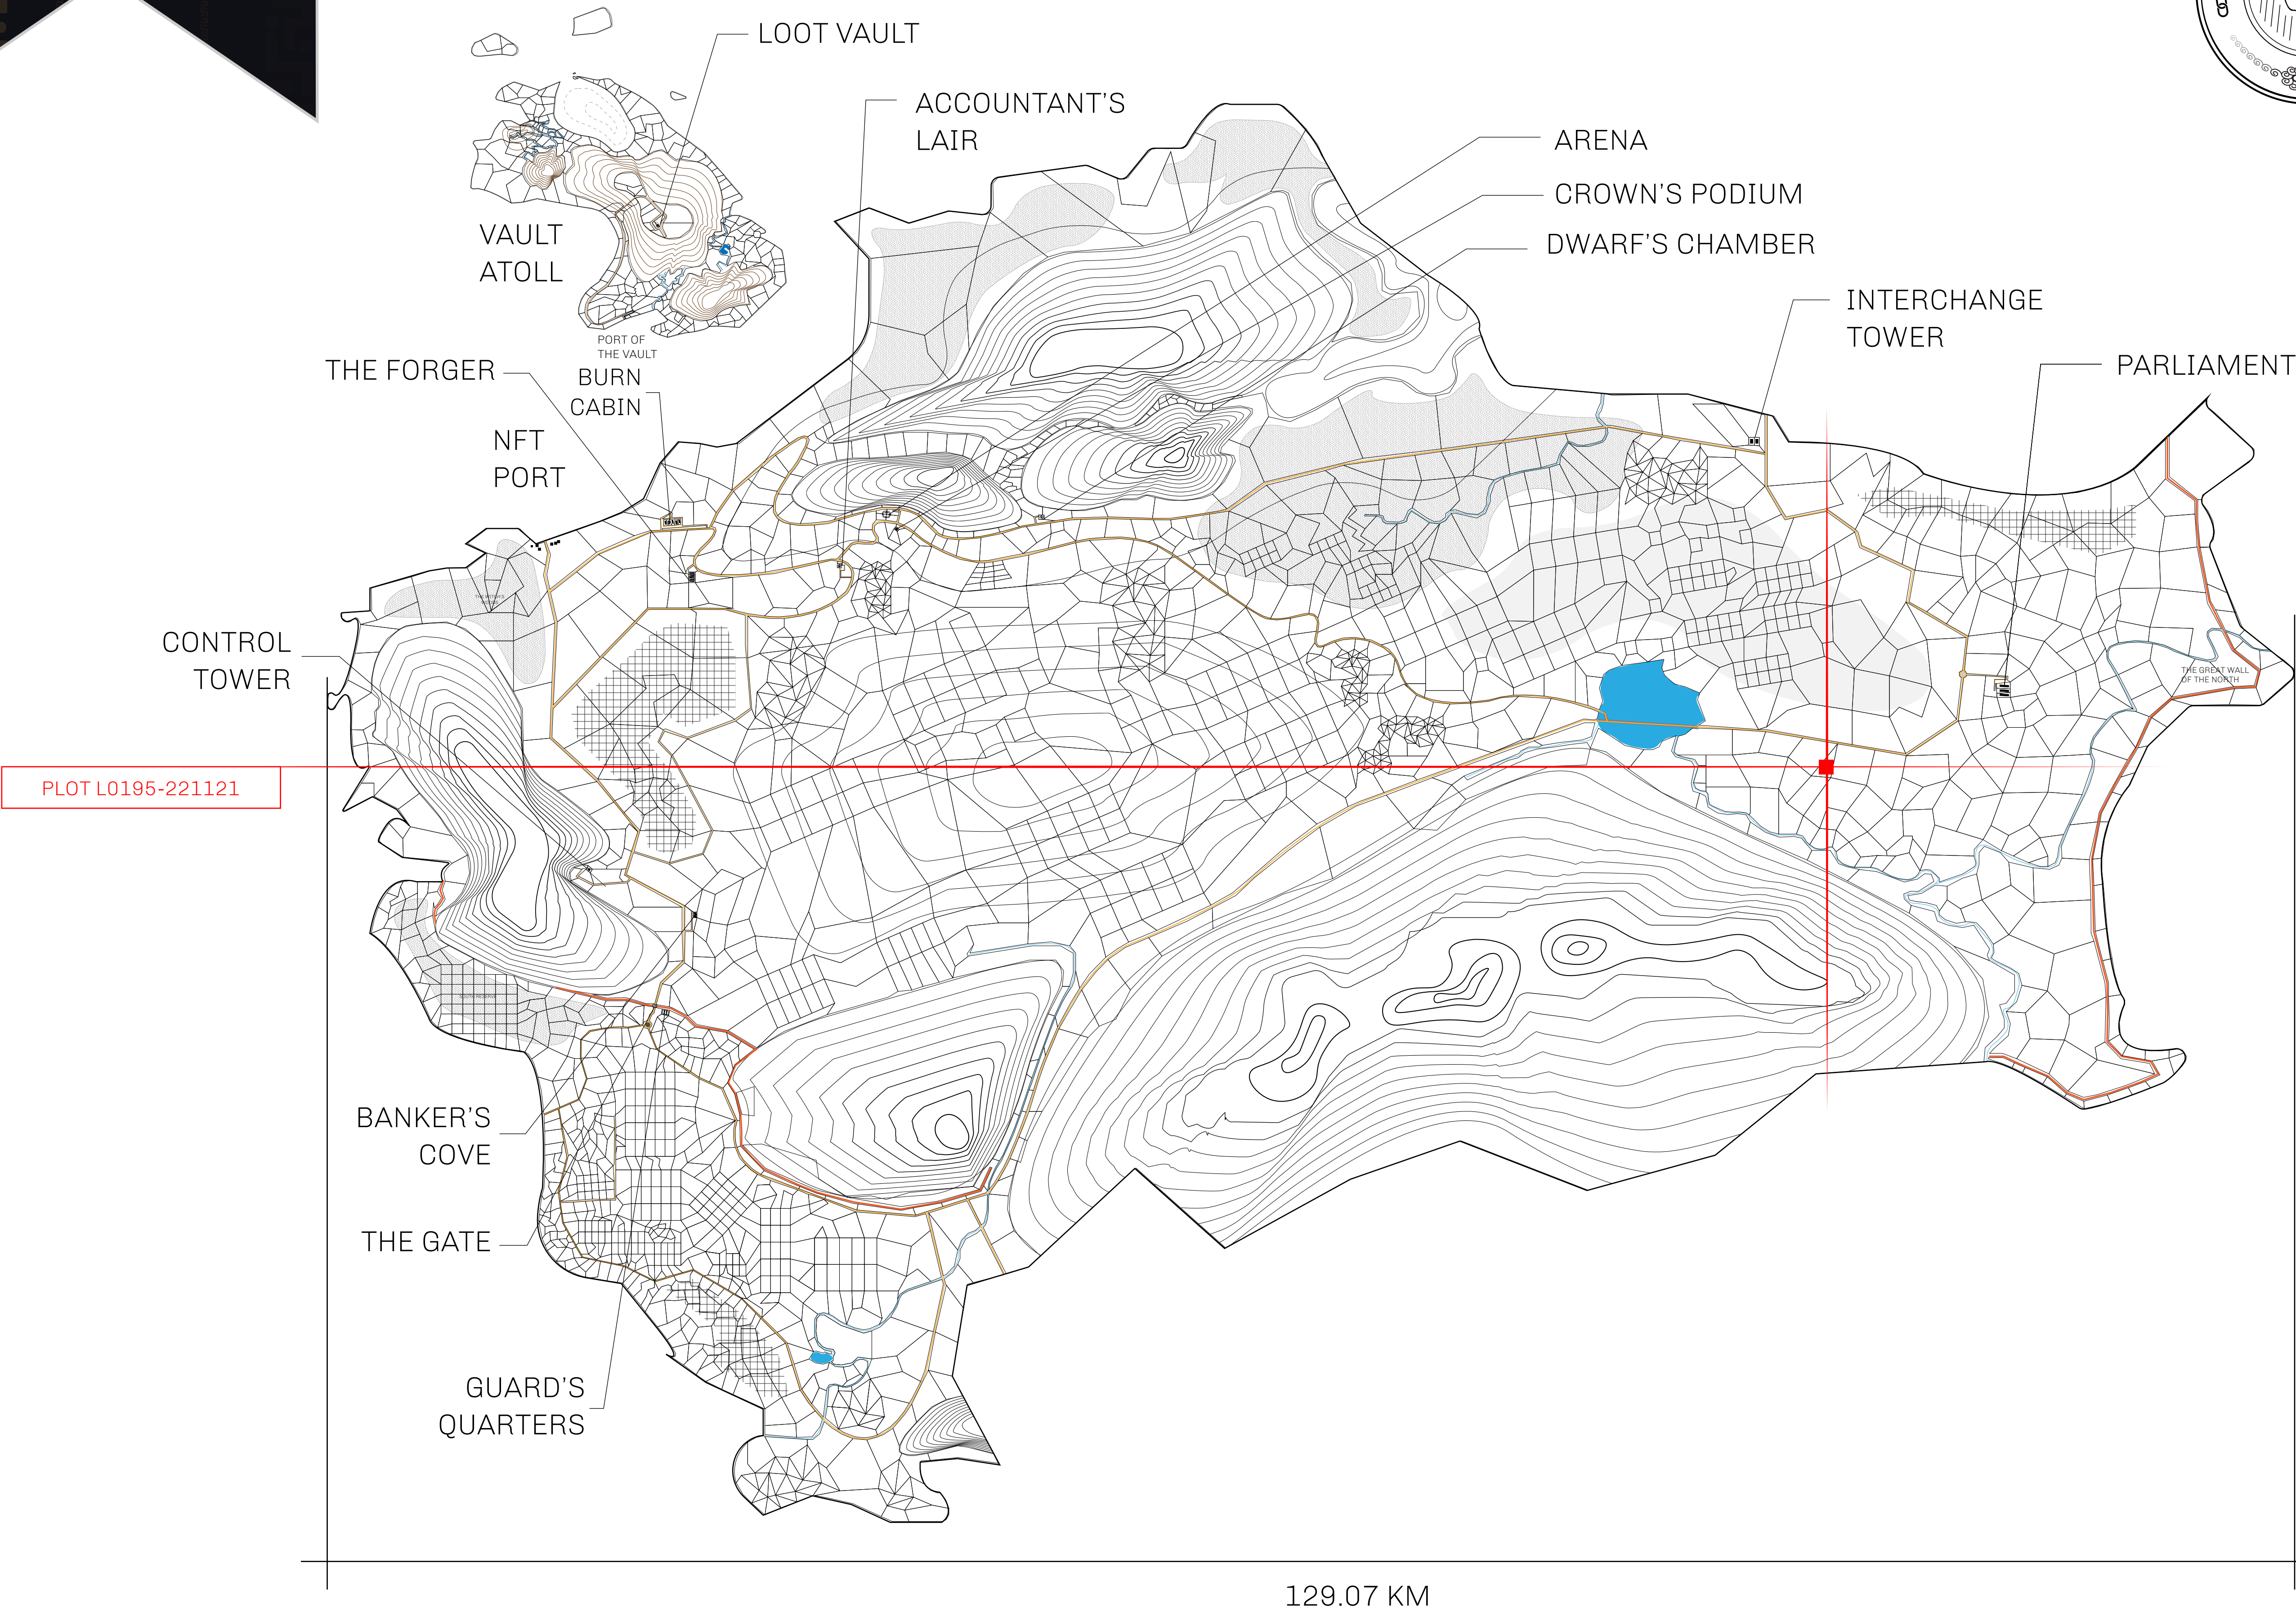 LOOT VAULT
ACCOUNTANT'S
LAIR
ARENA
CROWN'S PODIUM
DWARF'S CHAMBER
VAULT
ATOLL
INTERCHANGE
TOWER
PORT OF
THE VAULT
PARLIAMENT
THE FORGER
BURN
CABIN
NFT
PORT
CONTROL
TOWER
THE GREAT WALL
OF THE NORTH
PLOT L0195-221121
SOUTH RESERVE
BANKER'S
COVE
THE GATE
GUARD'S
QUARTERS
129.07 KM